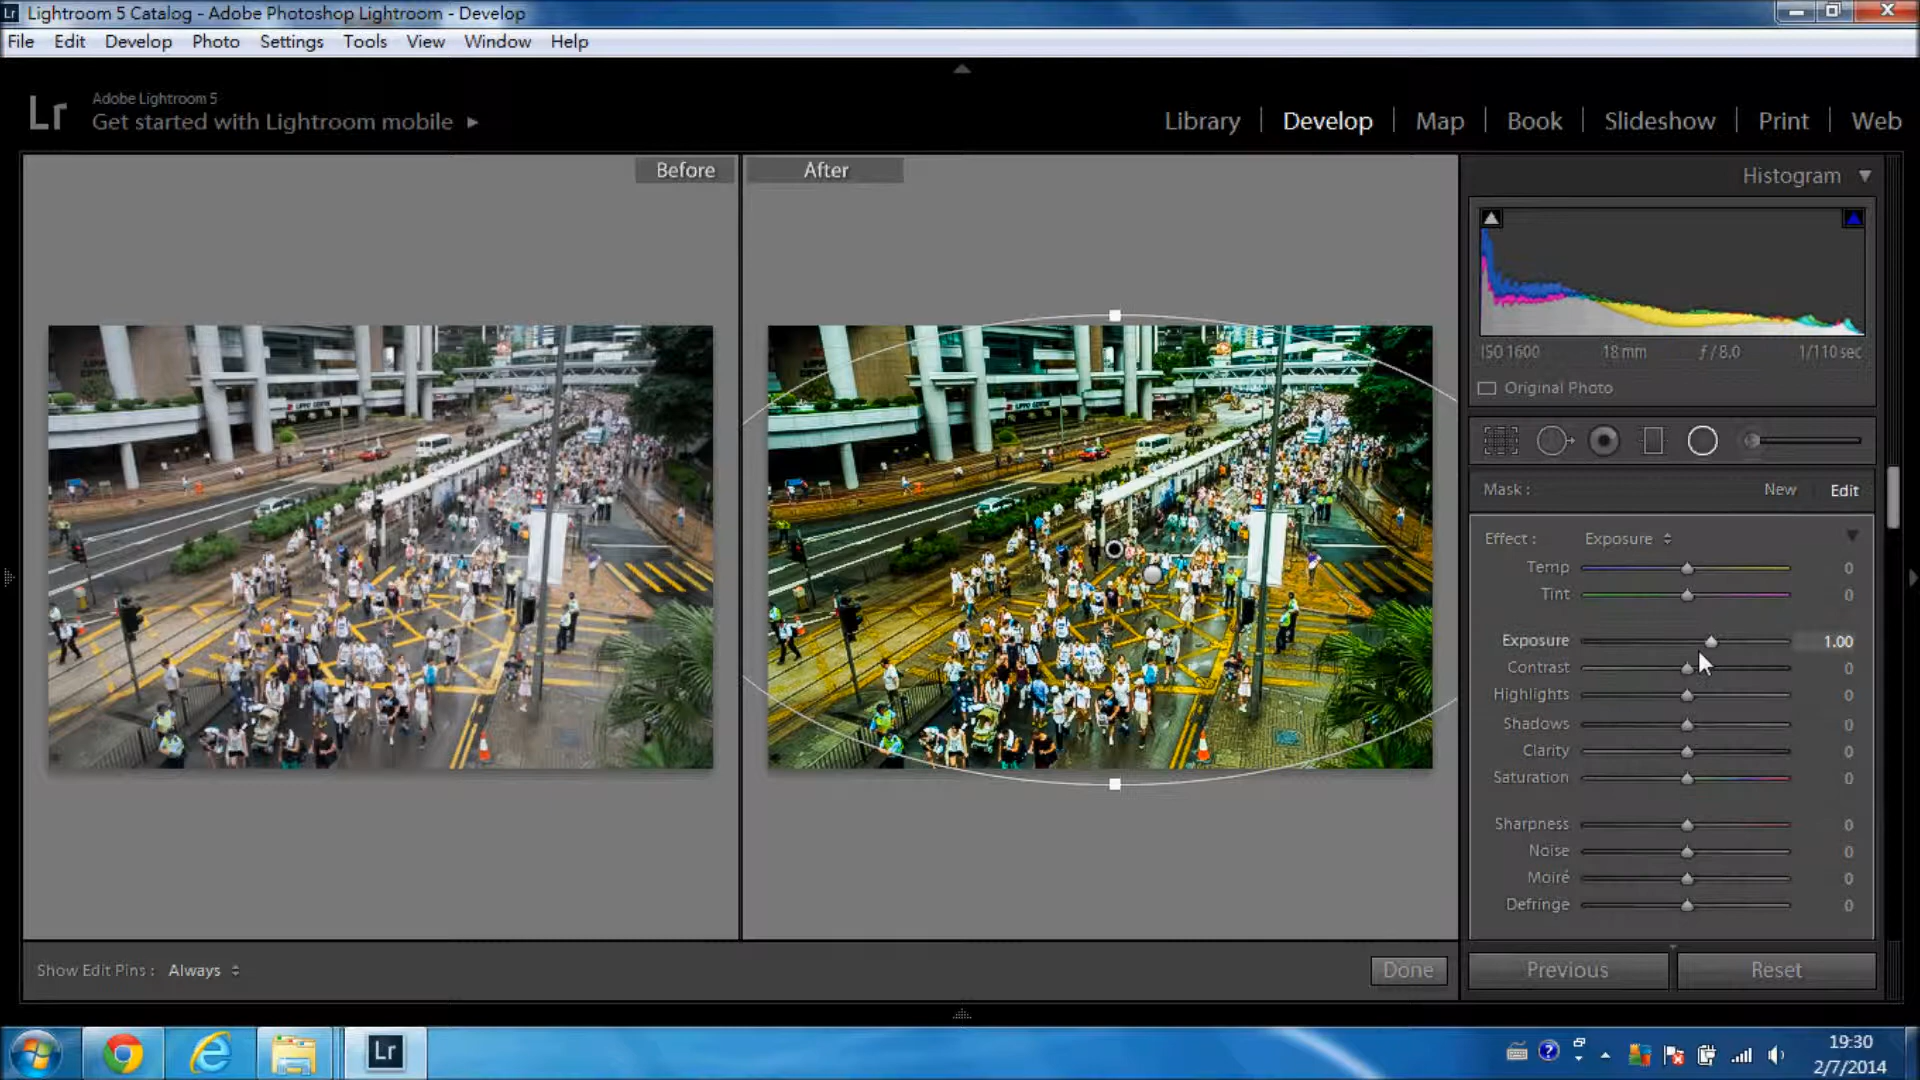 Lightroom 5 Catalog - Adobe Photoshop Lightroom - Develop
File Edit Develop Photo Settings Tools View Window Help
Lr
Adobe Lightroom 5
Get started with Lightroom mobile
Library Develop Map Book Slideshow Print Web
Before
After
Histogram
ISO 1600 18mm ƒ/8.0 1/110 sec
Original Photo
Mask : New Edit
Effect : Exposure
Temp 0
Tint 0
Exposure 1.00
Contrast 0
Highlights 0
Shadows 0
Clarity 0
Saturation 0
Sharpness 0
Noise 0
Moiré 0
Defringe 0
Show Edit Pins : Always
Done
Previous
Reset
Lr
19:30
2/7/2014